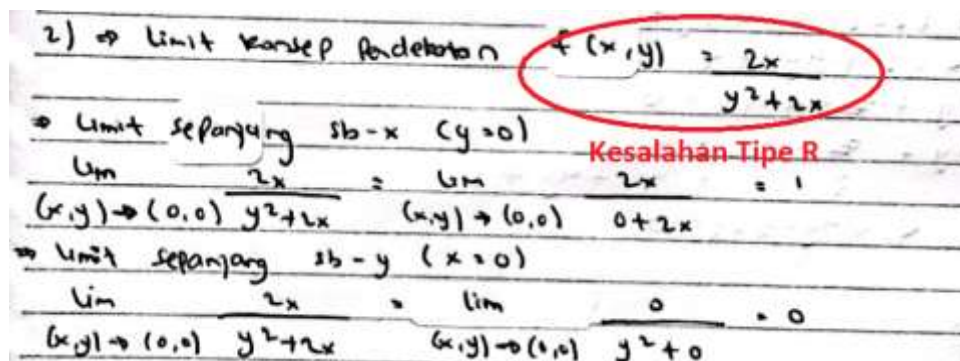 2) ⇒ Limit konsep Pendekatan f(x,y) = 2x / y²+2x
Kesalahan Tipe R
⇒ Limit sepanjang sb-x (y=0)
Lim (x,y)→(0,0) 2x / y²+2x = Lim (x,y)→(0,0) 2x / 0+2x = 1
⇒ Limit sepanjang sb-y (x=0)
Lim (x,y)→(0,0) 2x / y²+2x = lim (x,y)→(0,0) 0 / y²+0 = 0